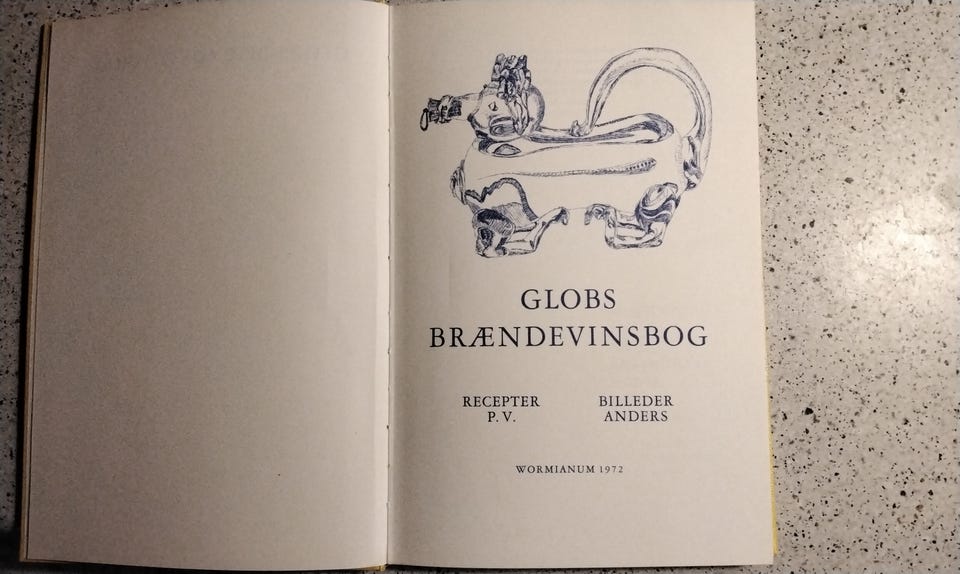 GLOBS
BRÆNDEVINSBOG
RECEPTER
P. V.
BILLEDER
ANDERS
WORMIANUM 1972